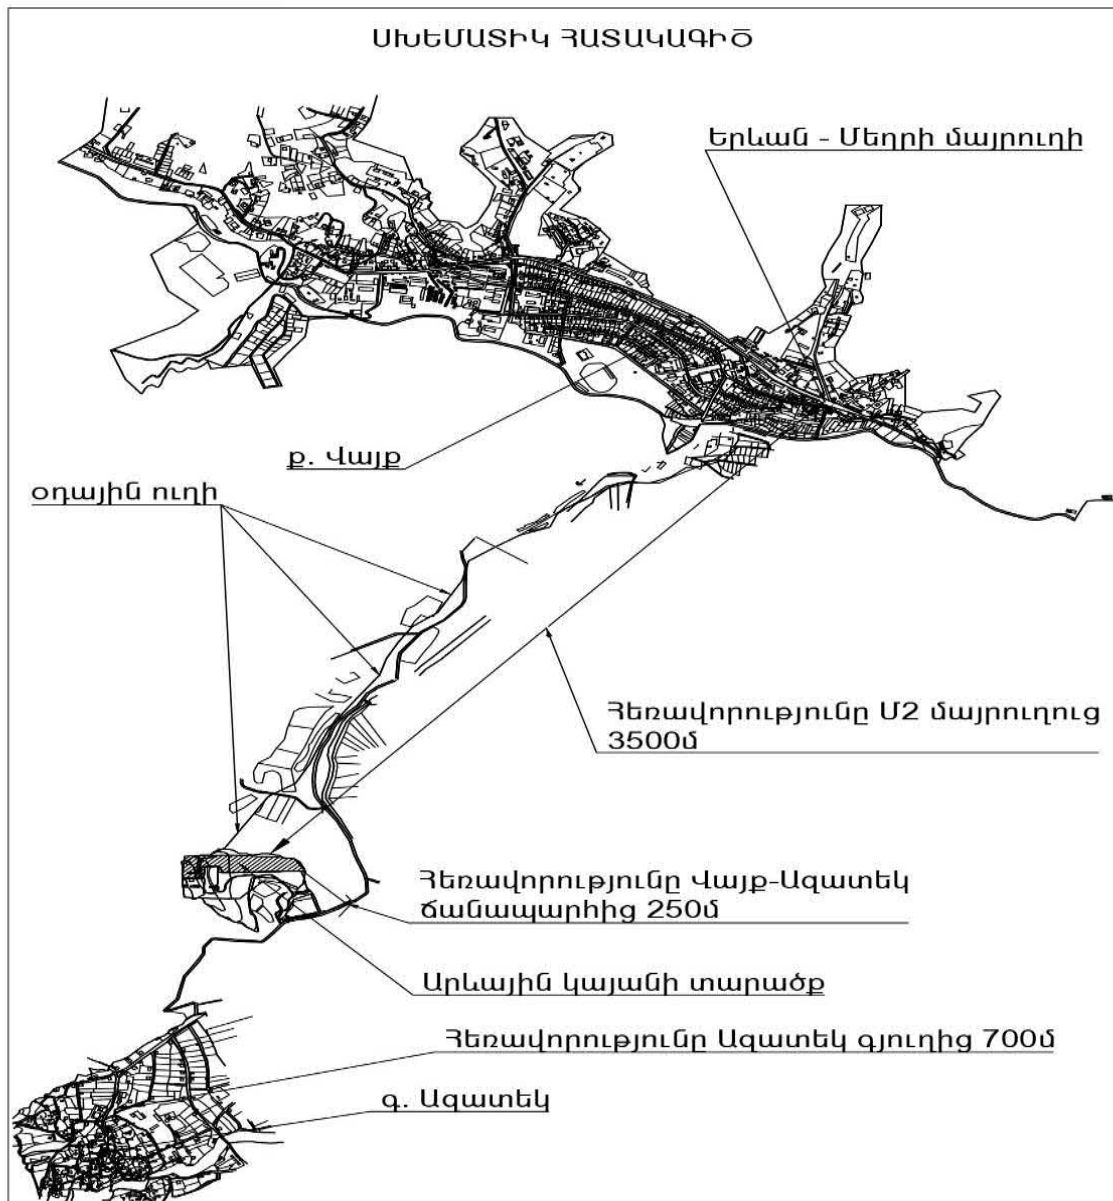 ՍԽԵՄԱՏԻԿ ՀԱՏԱԿԱԳԻԾ
Երևան - Մեղրի մայրուղի
ք. Վայք
օդային ուղի
Հեռավորությունը Մ2 մայրուղուց
3500մ
Հեռավորությունը Վայք-Ազատեկ
ճանապարհից 250մ
Արևային կայանի տարածք
Հեռավորությունը Ազատեկ գյուղից 700մ
գ. Ազատեկ